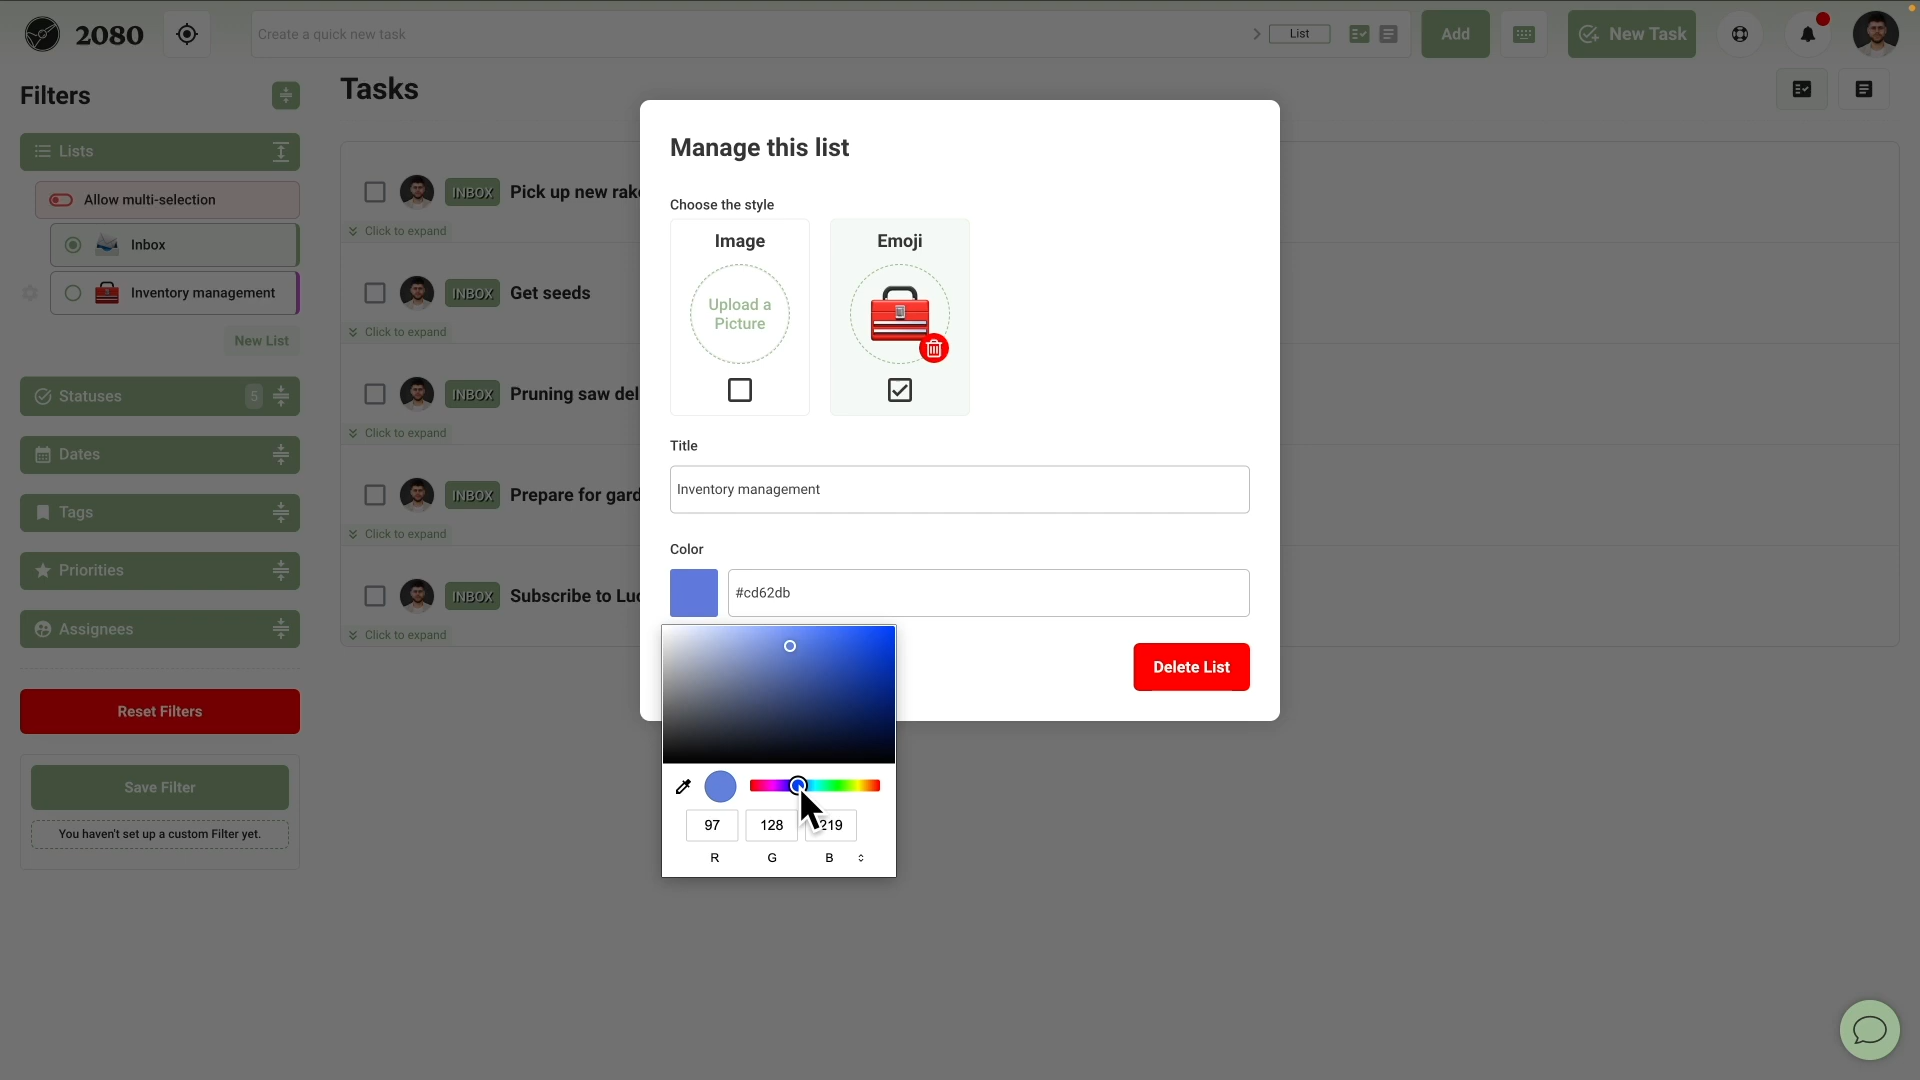 2080
Create a quick new task
List
Add
New Task
Filters
Tasks
Lists
Allow multi-selection
Inbox
Inventory management
New List
Statuses
5
Dates
Tags
Priorities
Assignees
Reset Filters
Save Filter
You haven't set up a custom Filter yet.
INBOX Pick up new rak
Click to expand
INBOX Get seeds
Click to expand
INBOX Pruning saw del
Click to expand
INBOX Prepare for gard
Click to expand
INBOX Subscribe to Luc
Click to expand
Manage this list
Choose the style
Image
Upload a
Picture
Emoji
Title
Inventory management
Color
#cd62db
Delete List
97 128 219
R G B